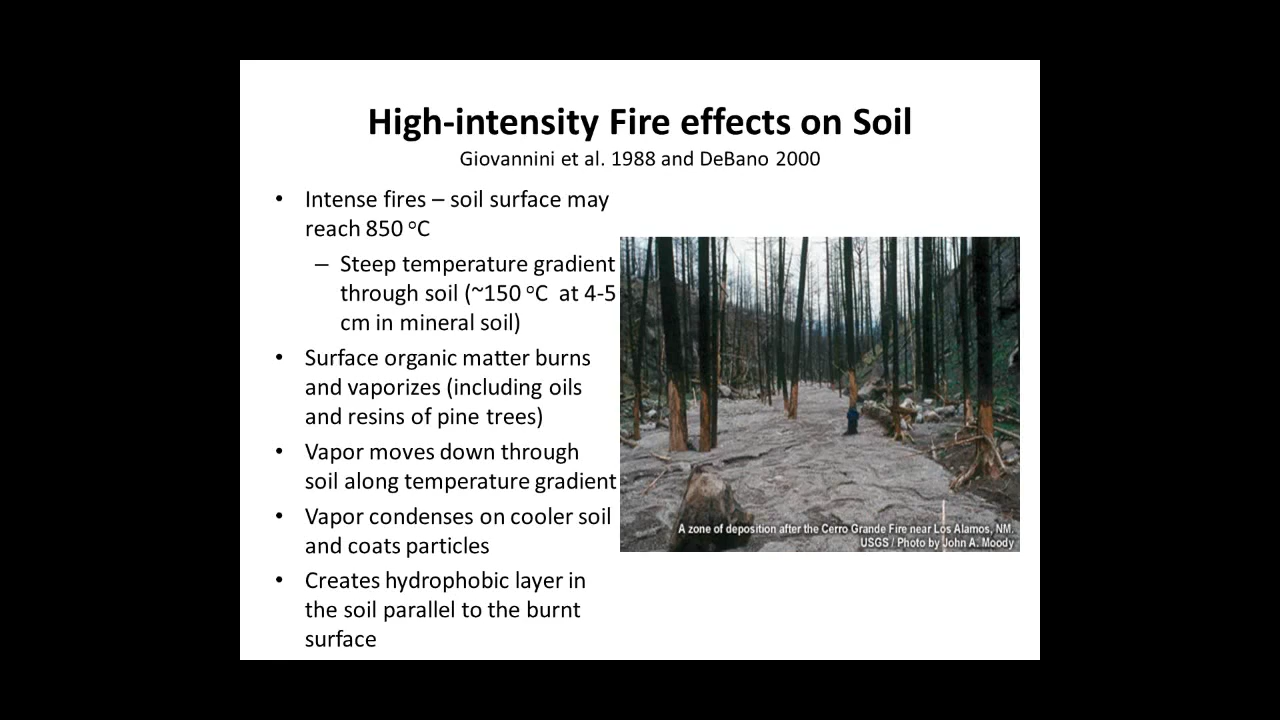 High-intensity Fire effects on Soil
Giovannini et al. 1988 and DeBano 2000
• Intense fires – soil surface may
reach 850 ºC
– Steep temperature gradient
through soil (~150 ºC at 4-5
cm in mineral soil)
• Surface organic matter burns
and vaporizes (including oils
and resins of pine trees)
• Vapor moves down through
soil along temperature gradient
• Vapor condenses on cooler soil
and coats particles
• Creates hydrophobic layer in
the soil parallel to the burnt
surface
A zone of deposition after the Cerro Grande Fire near Los Alamos, NM.
USGS / Photo by John A. Moody